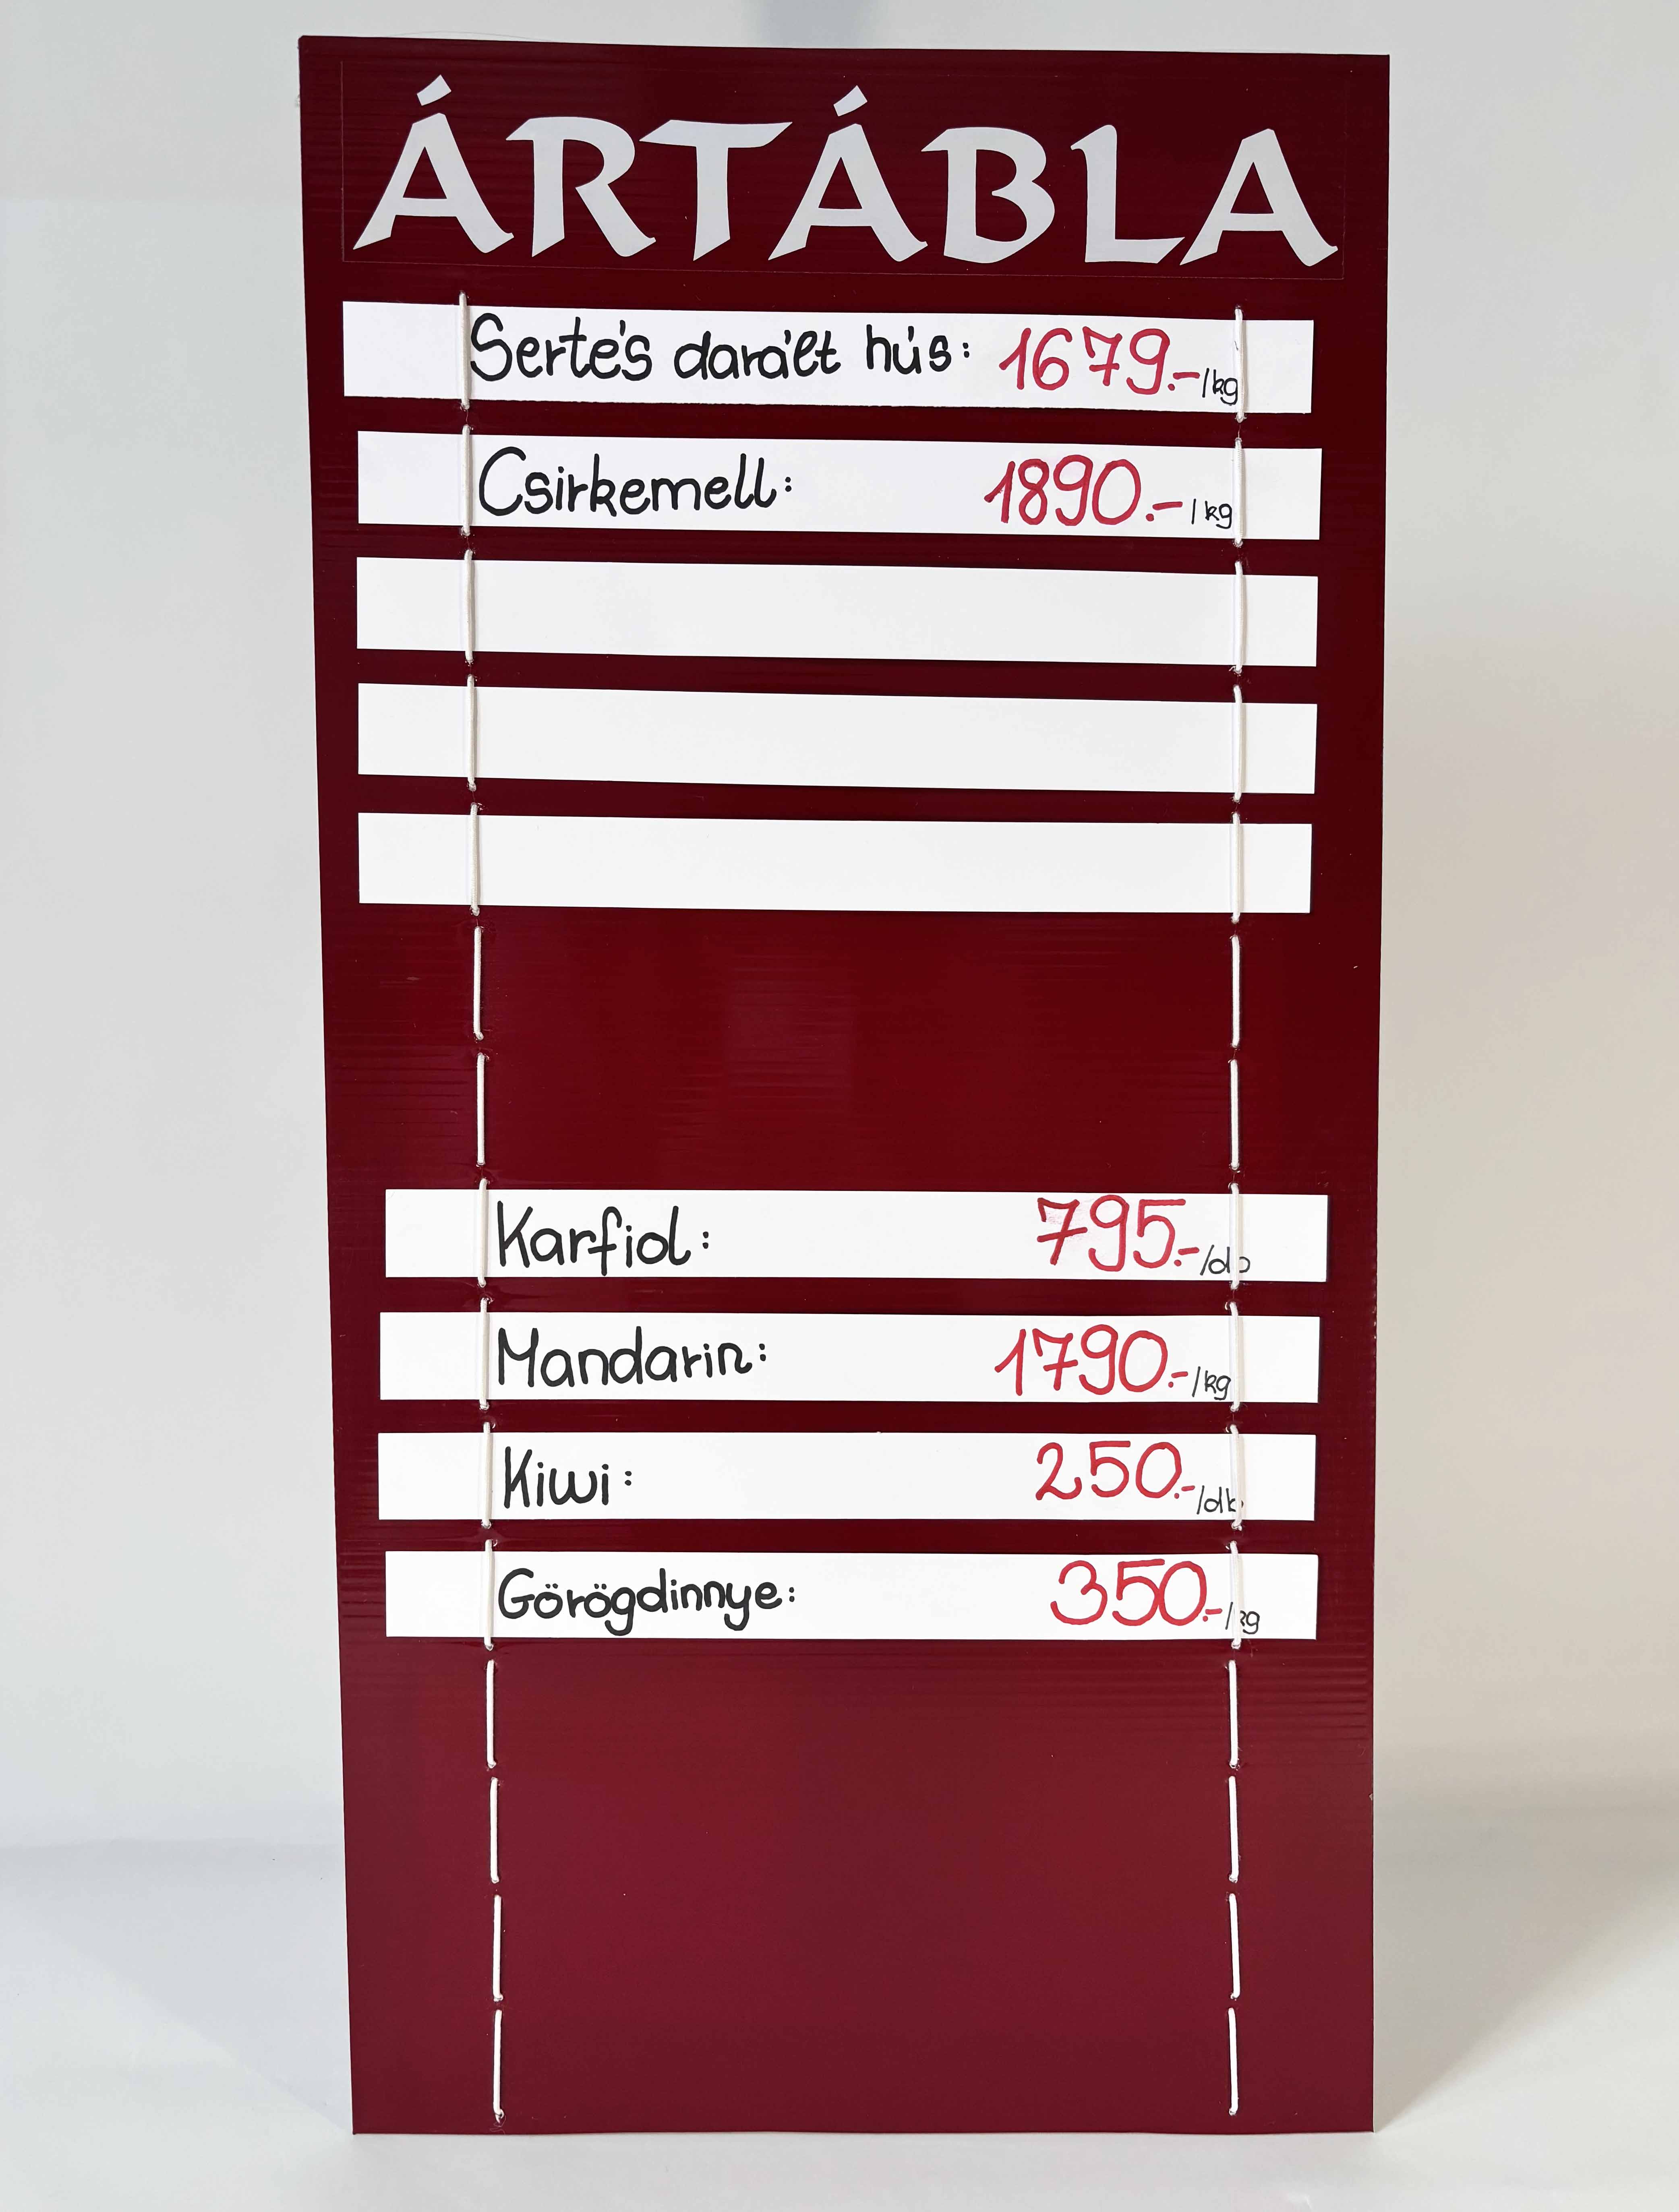 ÁRTÁBLA
Sertés darált hús: 1679.-/kg
Csirkemell: 1890.-/kg
Karfiol: 795.-/db
Mandarin: 1790.-/kg
Kiwi: 250.-/db
Görögdinnye: 350.-/kg